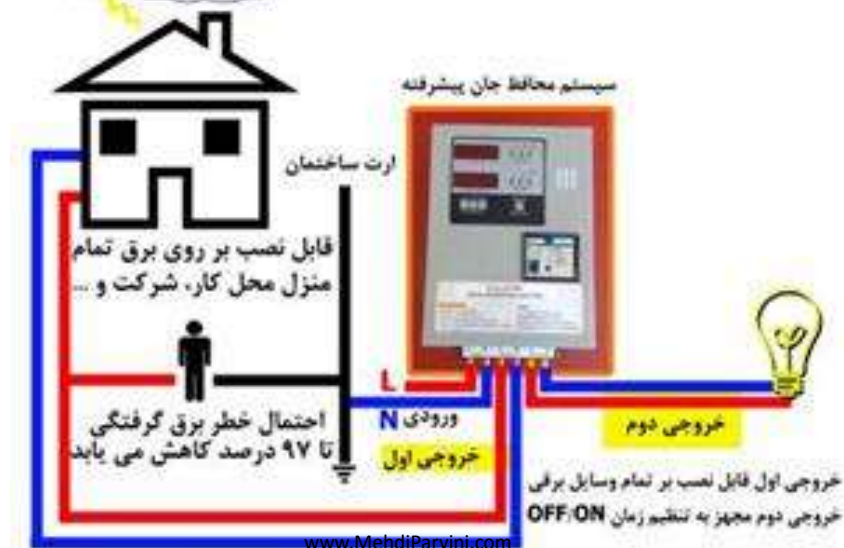 سیستم محافظ جان پیشرفته
ارت ساختمان
قابل نصب بر روی برق تمام
منزل محل کار، شرکت و ...
L
ورودی N
احتمال خطر برق گرفتگی
تا ۹۷ درصد کاهش می یابد
خروجی اول
خروجی دوم
خروجی اول قابل نصب بر تمام وسایل برقی
خروجی دوم مجهز به تنظیم زمان OFF/ON
www.MehdiParvini.com